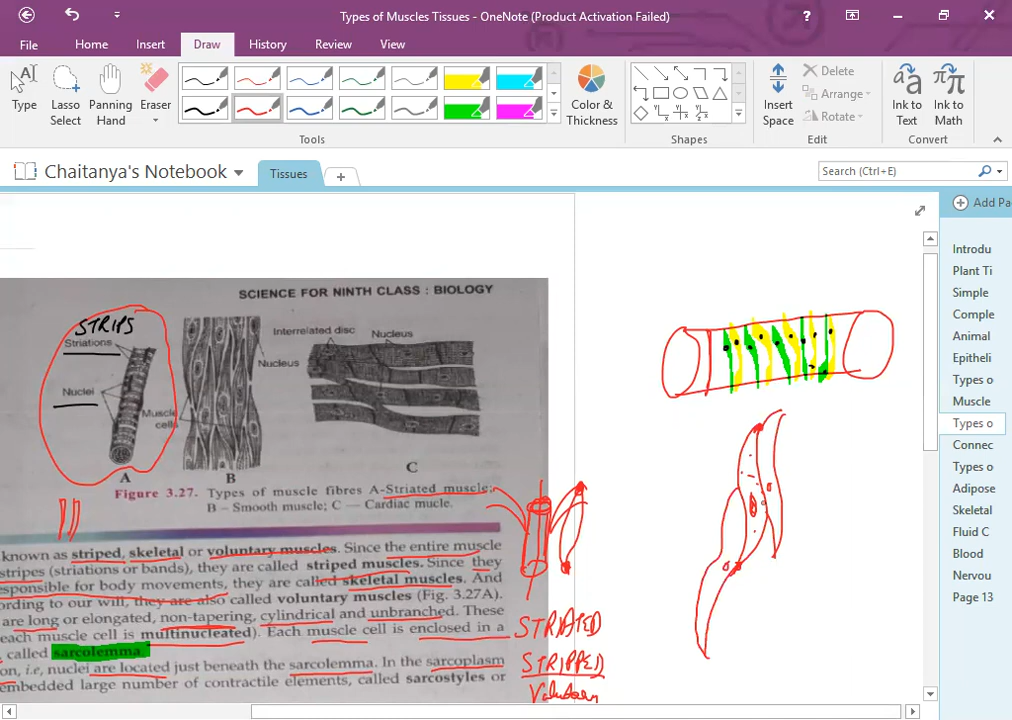 Types of Muscles Tissues - OneNote (Product Activation Failed)
File Home Insert Draw History Review View
Type
Lasso Select
Panning Hand
Eraser
Color & Thickness
Insert Space
Delete
Arrange
Rotate
Ink to Text
Ink to Math
Tools
Shapes
Edit
Convert
Chaitanya's Notebook
Tissues
Search (Ctrl+E)
Add Pa
Introdu
Plant Ti
Simple
Comple
Animal
Epitheli
Types o
Muscle
Types o
Connec
Types o
Adipose
Skeletal
Fluid C
Blood
Nervou
Page 13
SCIENCE FOR NINTH CLASS : BIOLOGY
STRIPS
Striations
Nuclei
Muscle cells
Nucleus
Interrelated disc
Nucleus
A
B
C
Figure 3.27. Types of muscle fibres A-Striated muscle;
B – Smooth muscle; C — Cardiac mucle.
known as striped, skeletal or voluntary muscles. Since the entire muscle
stripes (striations or bands), they are called striped muscles. Since they
sponsible for body movements, they are called skeletal muscles. And
ording to our will, they are also called voluntary muscles (Fig. 3.27A).
are long or elongated, non-tapering, cylindrical and unbranched. These
each muscle cell is multinucleated). Each muscle cell is enclosed in a
called sarcolemma.
on, i.e, nuclei are located just beneath the sarcolemma. In the sarcoplasm
embedded large number of contractile elements, called sarcostyles or
STRIATED
STRIPPED
Voluntary